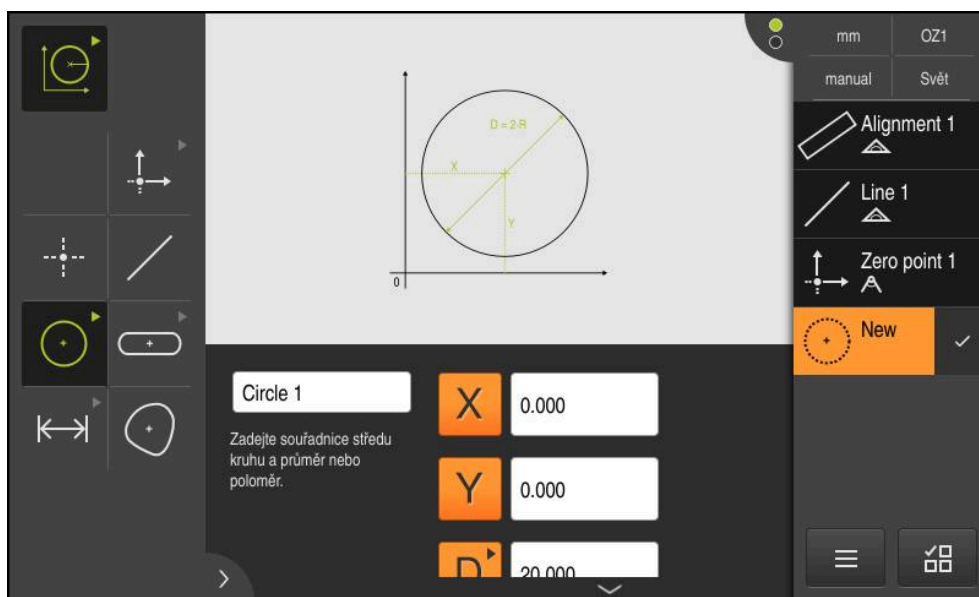 mm
OZ1
manual
Svět
Alignment 1
Line 1
Zero point 1
New
D = 2·R
X
Y
0
Circle 1
Zadejte souřadnice středu
kruhu a průměr nebo
poloměr.
X
0.000
Y
0.000
D
20.000